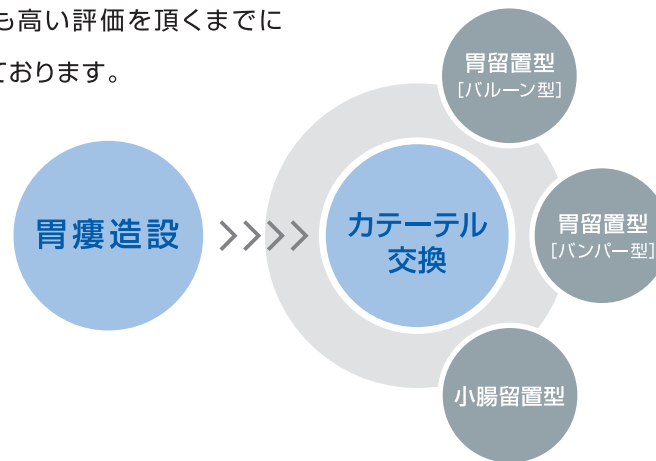 も高い評価を頂くまでに
ております。
胃瘻造設
カテーテル
交換
胃留置型
[バルーン型]
胃留置型
[バンパー型]
小腸留置型